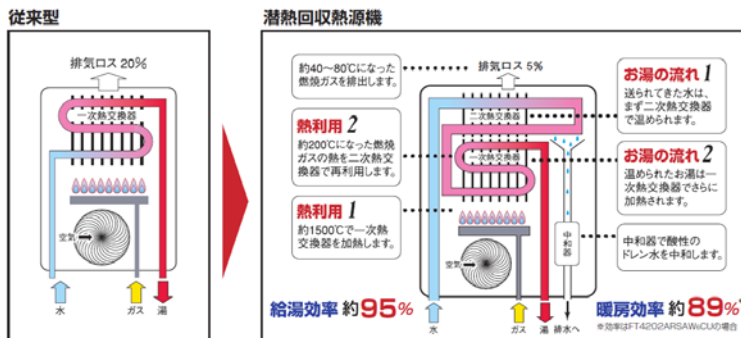 従来型
排気ロス 20%
一次熱交換器
空気
水
ガス
湯
潜熱回収熱源機
約40〜80℃になった
燃焼ガスを排出します。
熱利用 2
約200℃になった燃焼
ガスの熱を二次熱交
換器で再利用します。
熱利用 1
約1500℃で一次熱
交換器を加熱します。
給湯効率 約95%
排気ロス 5%
二次熱交換器
一次熱交換器
中和器
空気
水
ガス
湯
排水へ
お湯の流れ 1
送られてきた水は、
まず二次熱交換器
で温められます。
お湯の流れ 2
温められたお湯は一
次熱交換器でさらに
加熱されます。
中和器で酸性の
ドレン水を中和します。
暖房効率 約89%*
※効率はFT4202ARSAW6CUの場合